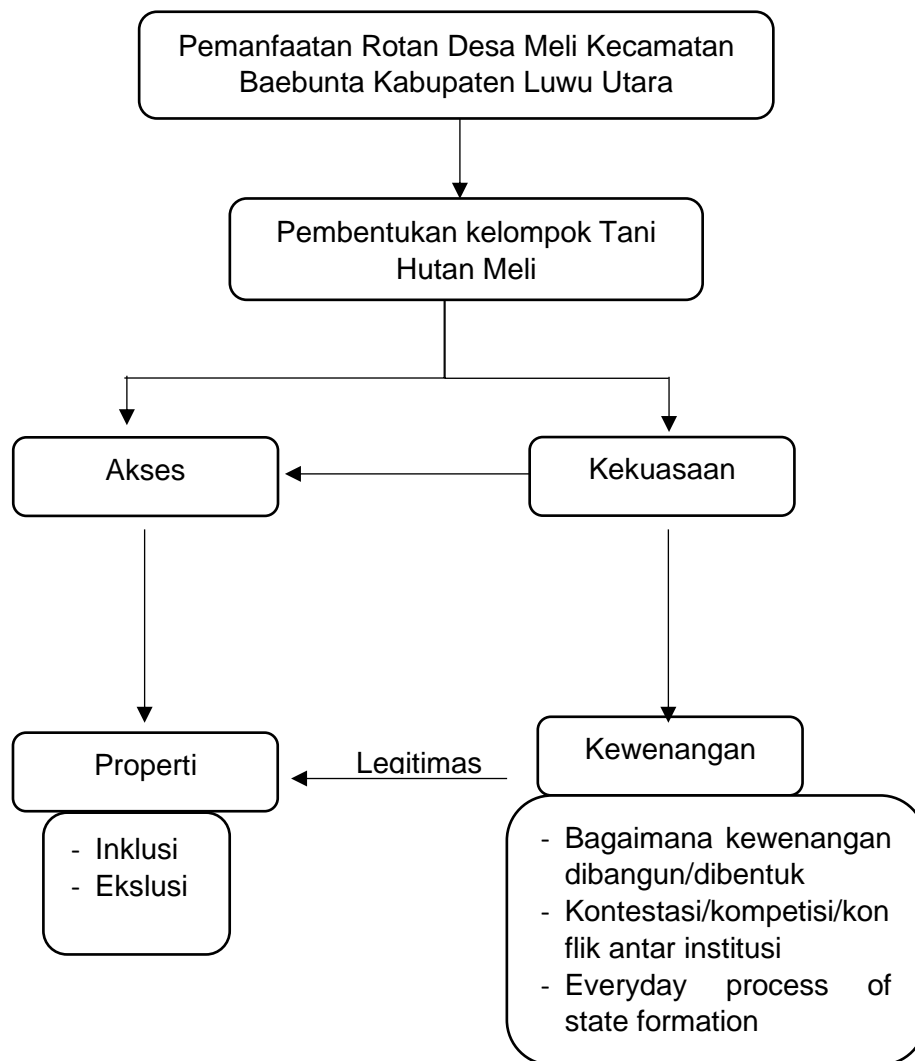 Pemanfaatan Rotan Desa Meli Kecamatan
Baebunta Kabupaten Luwu Utara
Pembentukan kelompok Tani
Hutan Meli
Akses
Kekuasaan
Properti
Legitimas
Kewenangan
- Inklusi
- Ekslusi
- Bagaimana kewenangan
dibangun/dibentuk
- Kontestasi/kompetisi/kon
flik antar institusi
- Everyday process of
state formation